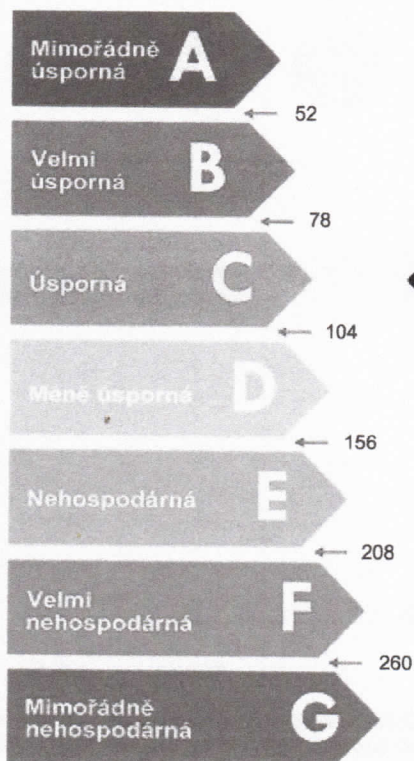 Mimořádně
úsporná A
52
Velmi
úsporná B
78
Úsporná C
104
Méně úsporná D
156
Nehospodárná E
208
Velmi
nehospodárná F
260
Mimořádně
nehospodárná G